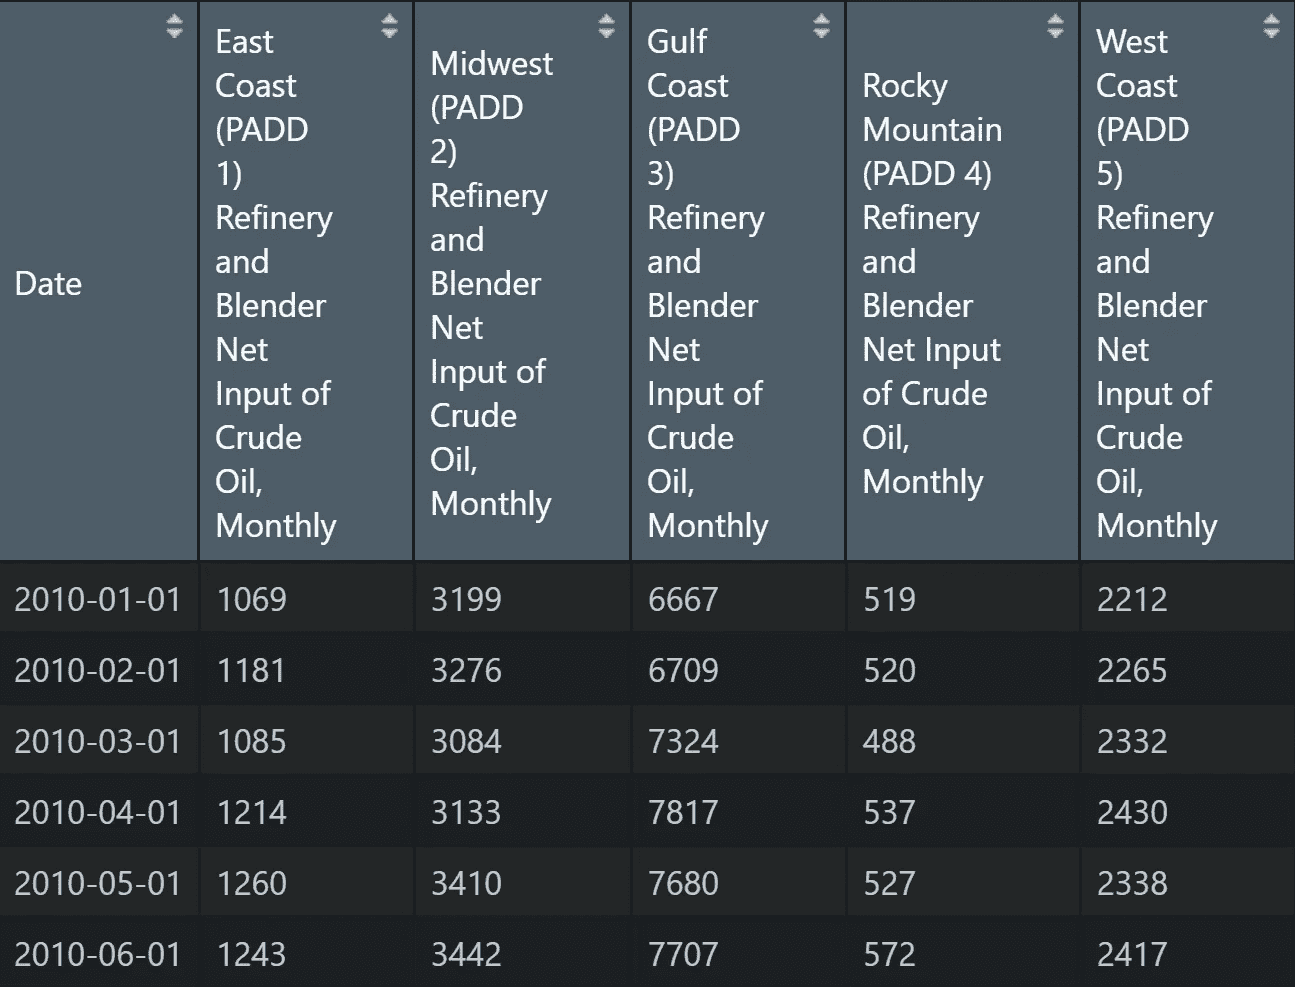 Date
East
Coast
(PADD
1)
Refinery
and
Blender
Net
Input of
Crude
Oil,
Monthly
Midwest
(PADD
2)
Refinery
and
Blender
Net
Input of
Crude
Oil,
Monthly
Gulf
Coast
(PADD
3)
Refinery
and
Blender
Net
Input of
Crude
Oil,
Monthly
Rocky
Mountain
(PADD 4)
Refinery
and
Blender
Net Input
of Crude
Oil,
Monthly
West
Coast
(PADD
5)
Refinery
and
Blender
Net
Input of
Crude
Oil,
Monthly
2010-01-01 1069 3199 6667 519 2212
2010-02-01 1181 3276 6709 520 2265
2010-03-01 1085 3084 7324 488 2332
2010-04-01 1214 3133 7817 537 2430
2010-05-01 1260 3410 7680 527 2338
2010-06-01 1243 3442 7707 572 2417